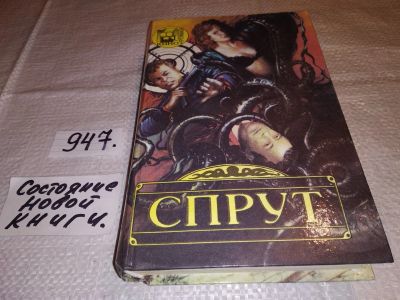 947.
Состояние
новой
книги.
СПРУТ